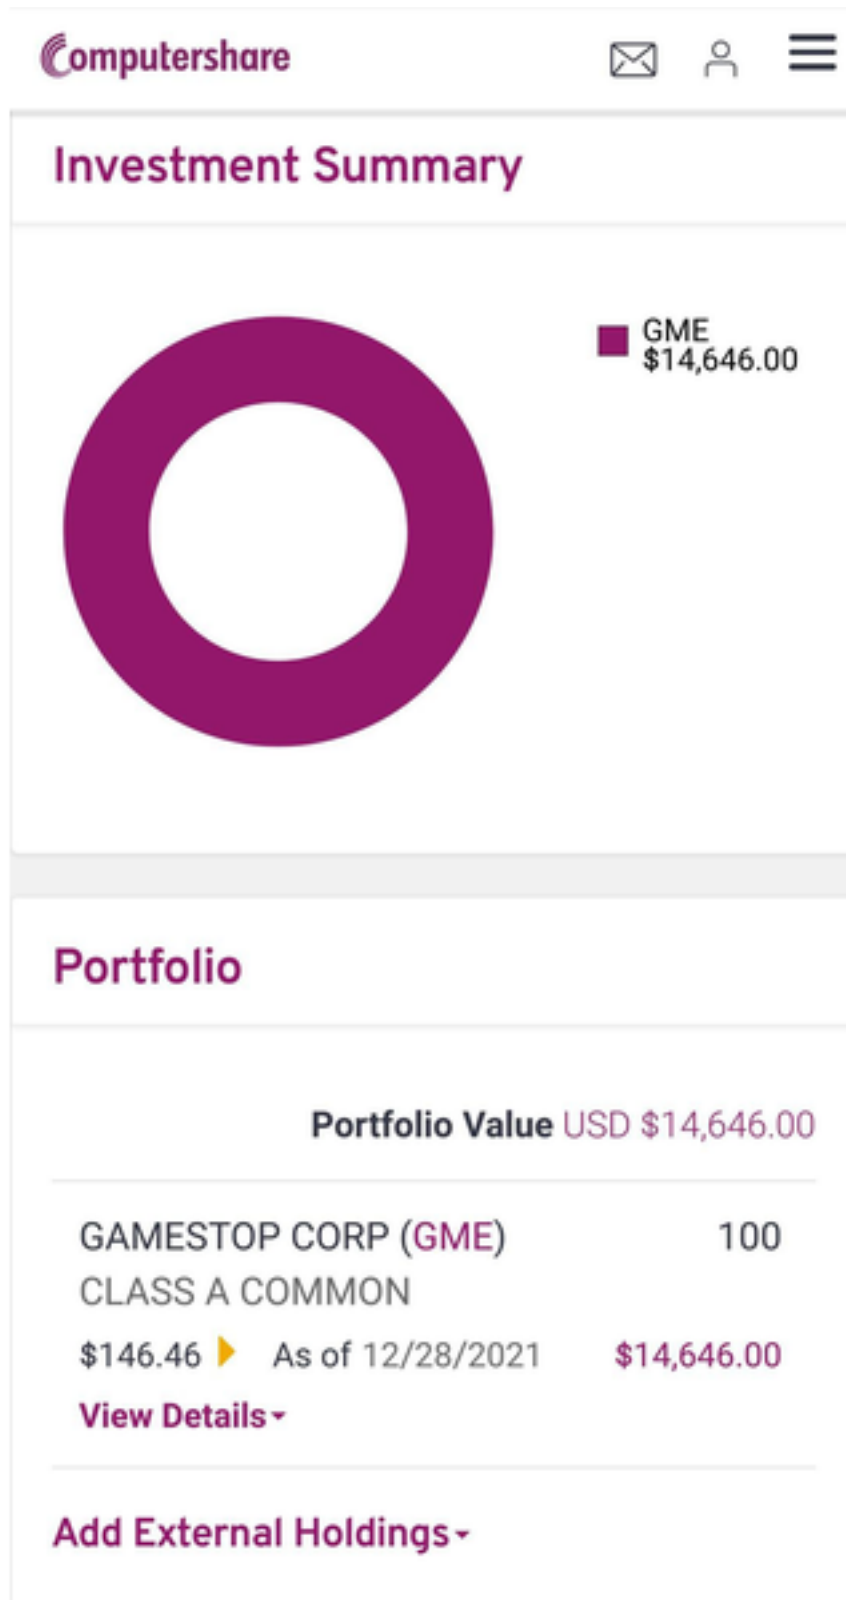 Computershare
Investment Summary
GME
$14,646.00
Portfolio
Portfolio Value USD $14,646.00
GAMESTOP CORP (GME) 100
CLASS A COMMON
$146.46 As of 12/28/2021 $14,646.00
View Details
Add External Holdings